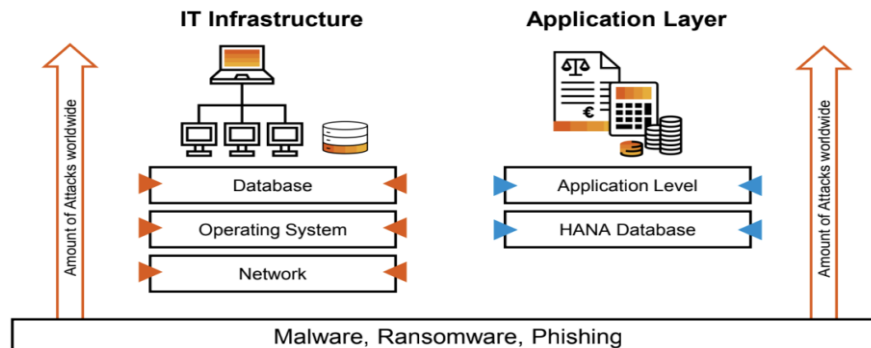 IT Infrastructure
Application Layer
Amount of Attacks worldwide
€
Database
Operating System
Network
Application Level
HANA Database
Amount of Attacks worldwide
Malware, Ransomware, Phishing